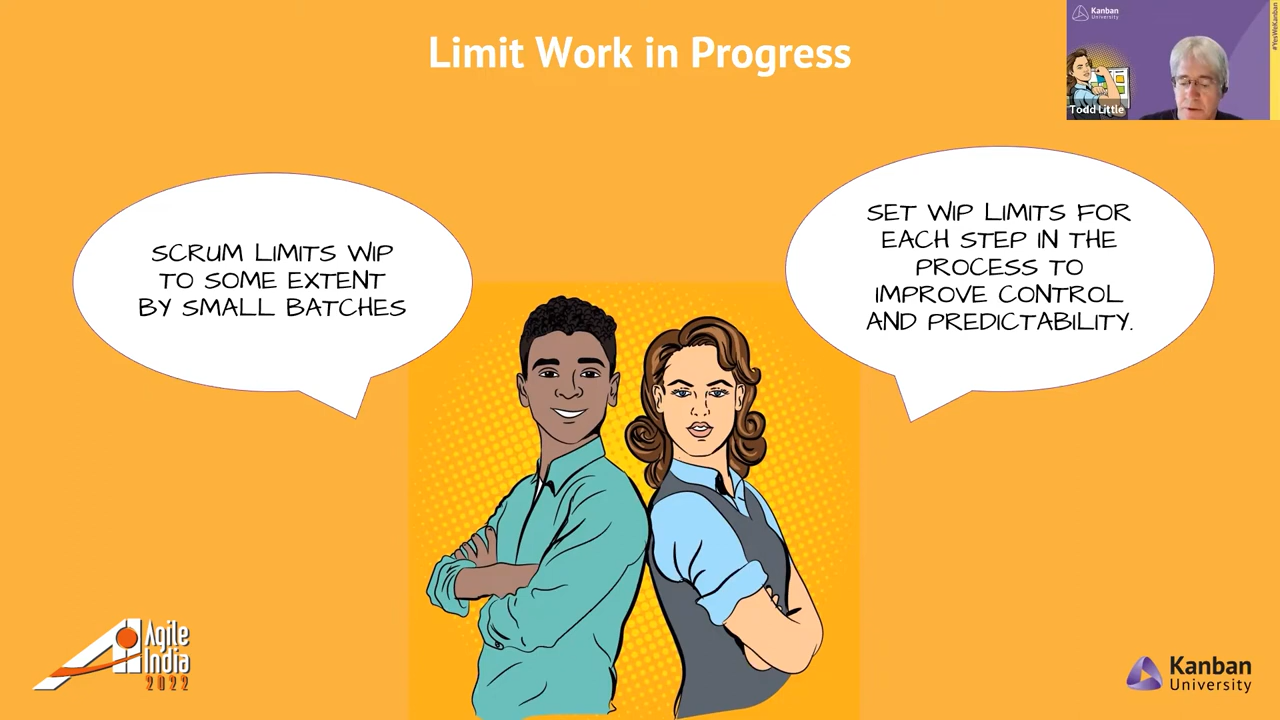 Limit Work in Progress
Kanban
University
#YesWeKanban
Todd Little
SCRUM LIMITS WIP
TO SOME EXTENT
BY SMALL BATCHES
SET WIP LIMITS FOR
EACH STEP IN THE
PROCESS TO
IMPROVE CONTROL
AND PREDICTABILITY.
Agile
India
2022
Kanban
University